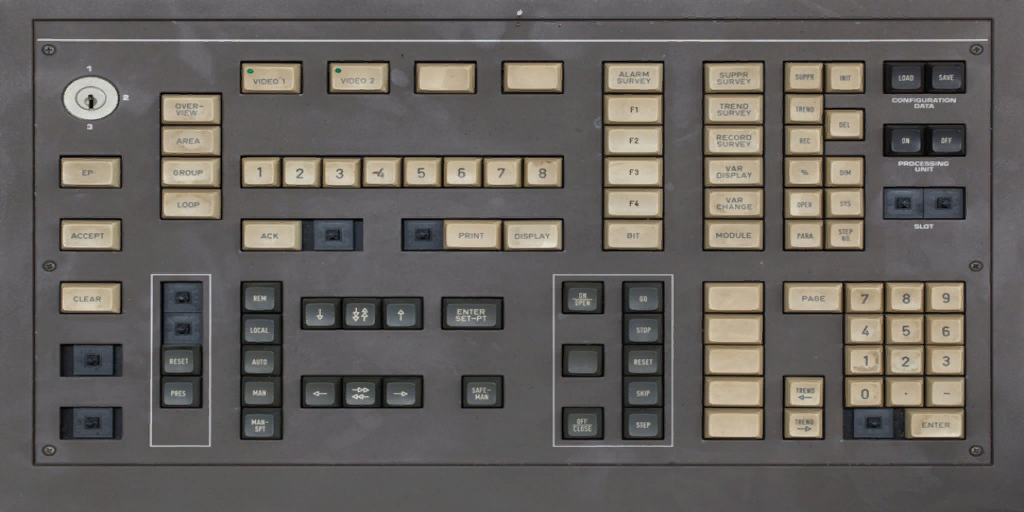 1
2
3
VIDEO 1
VIDEO 2
ALARM
SURVEY
SUPPR
SURVEY
SUPPR
INIT
LOAD
SAVE
CONFIGURATION
DATA
OVER-
VIEW
F1
TREND
SURVEY
TREND
DEL
AREA
F2
RECORD
SURVEY
REC
ON
OFF
PROCESSING
UNIT
EP
GROUP
1 2 3 4 5 6 7 8
F3
VAR
DISPLAY
%
DIM
LOOP
F4
VAR
CHANGE
OPEN
SYS
SLOT
ACCEPT
ACK
PRINT
DISPLAY
BIT
MODULE
PARA.
STEP
NO.
CLEAR
REM
ENTER
SET-PT
ON
OPEN
GO
PAGE
7 8 9
LOCAL
STOP
4 5 6
RESET
AUTO
RESET
1 2 3
PRES
MAN
SAFE-
MAN
SKIP
TREND
←
0 . -
MAN-
SPT
OFF
CLOSE
STEP
TREND
→
ENTER